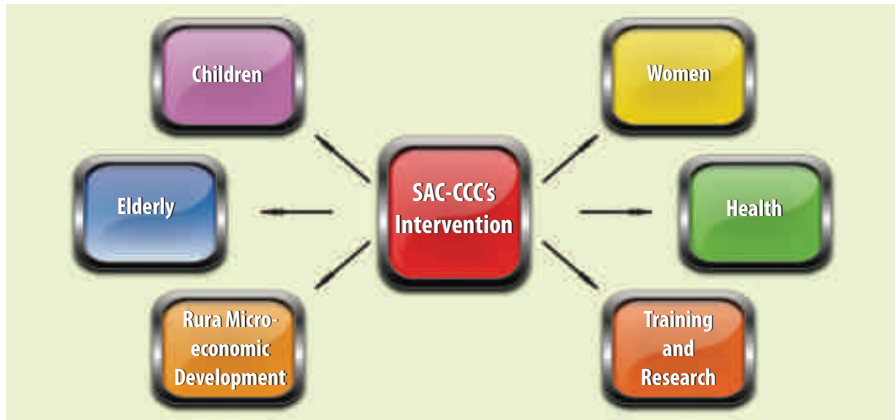 Children
Women
SAC-CCC's
Intervention
Elderly
Health
Rura Micro-
economic
Development
Training
and
Research